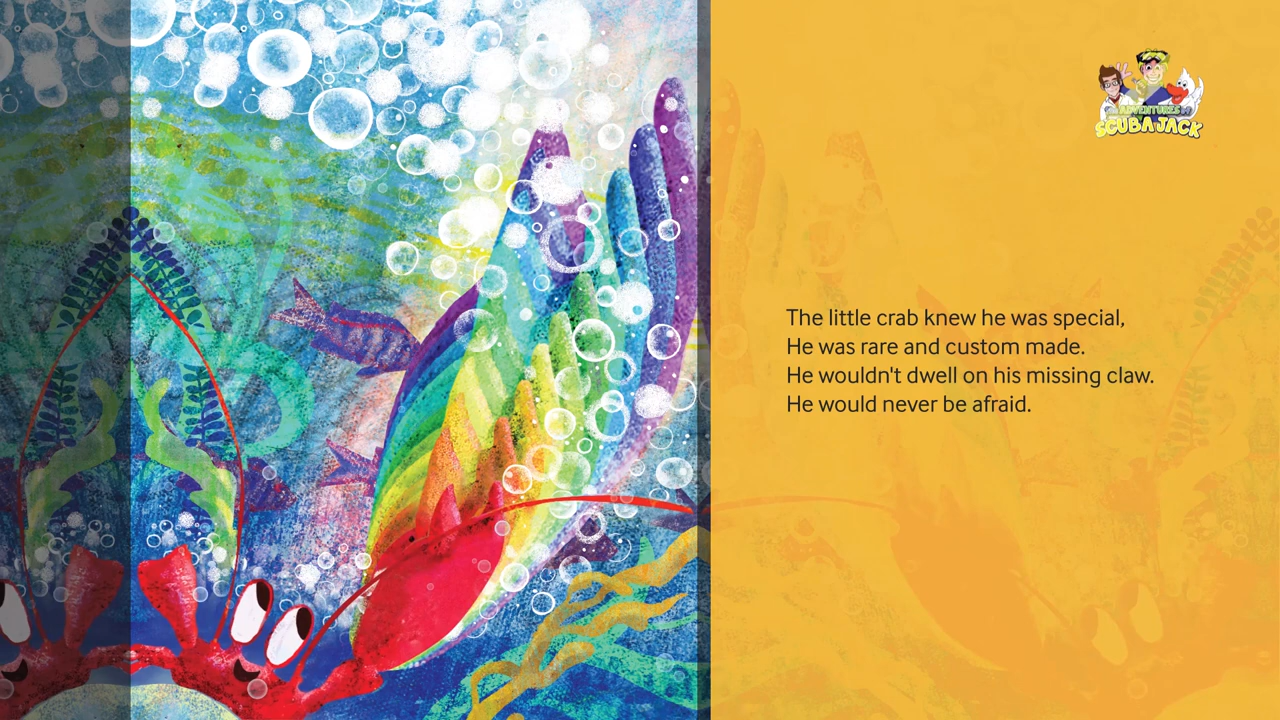 THE ADVENTURES OF
SCUBA JACK
The little crab knew he was special,
He was rare and custom made.
He wouldn't dwell on his missing claw.
He would never be afraid.